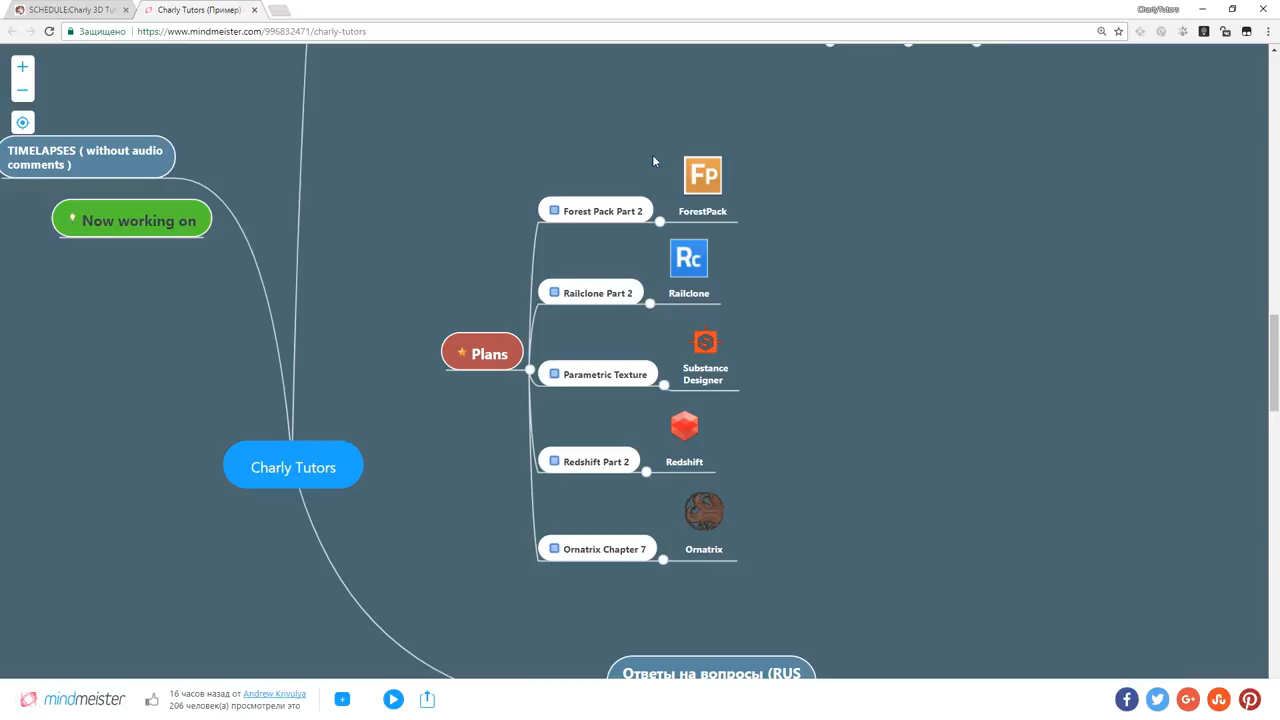 SCHEDULE:Charly 3D Tu
Charly Tutors (Пример)
CharlyTutors
Защищено
https://www.mindmeister.com/996832471/charly-tutors
TIMELAPSES ( without audio
comments )
Now working on
Fp
Forest Pack Part 2
ForestPack
Rc
Railclone Part 2
Railclone
Plans
Parametric Texture
Substance
Designer
Redshift Part 2
Redshift
Charly Tutors
Ornatrix Chapter 7
Ornatrix
Ответы на вопросы (RUS
mindmeister
16 часов назад от Andrew Krivulya
206 человек(а) просмотрели это